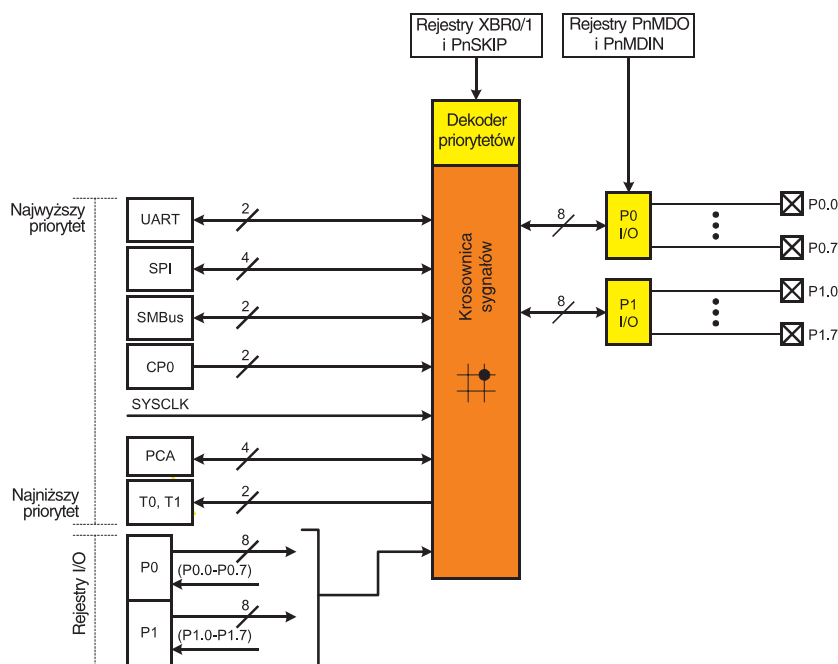 Rejestry XBR0/1
i PnSKIP
Rejestry PnMDO
i PnMDIN
Dekoder
priorytetów
Najwyższy
priorytet
UART
2
SPI
4
SMBus
2
CP0
2
SYSCLK
PCA
4
Najniższy
priorytet
T0, T1
2
Krosownica
sygnałów
8
P0
I/O
P0.0
P0.7
8
P1
I/O
P1.0
P1.7
Rejestry I/O
P0
8
(P0.0-P0.7)
P1
8
(P1.0-P1.7)